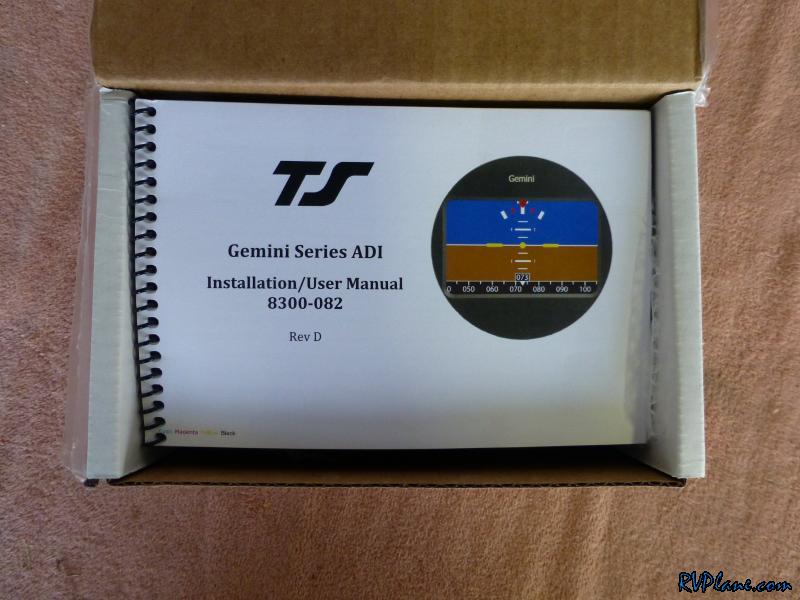 TS
Gemini Series ADI
Installation/User Manual
8300-082
Rev D
Gemini
073
0 050 060 070 080 090 100
Magenta Yellow Black
RVPlane.com